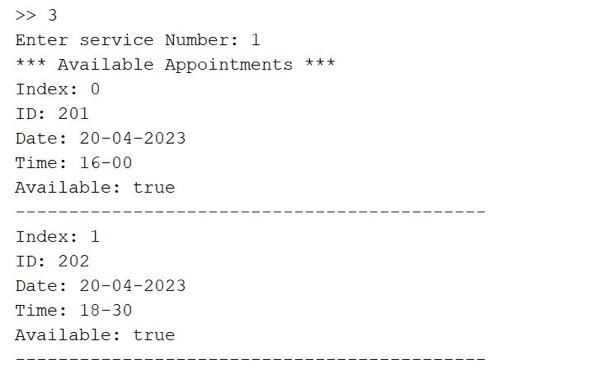 >> 3
Enter service Number: 1
*** Available Appointments ***
Index: 0
ID: 201
Date: 20-04-2023
Time: 16-00
Available: true
--------------------------------------------
Index: 1
ID: 202
Date: 20-04-2023
Time: 18-30
Available: true
--------------------------------------------